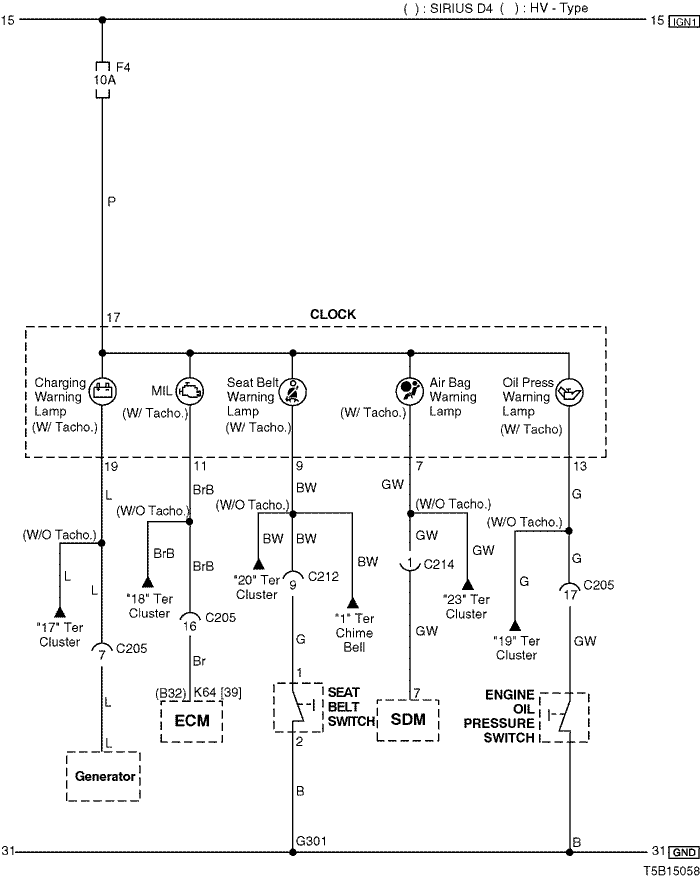 ( ) : SIRIUS D4 ( ) : HV - Type
15
15 IGN1
F4
10A
P
17
CLOCK
Charging
Warning
Lamp
(W/ Tacho.)
MIL
(W/ Tacho.)
Seat Belt
Warning
Lamp
(W/ Tacho.)
Air Bag
Warning
Lamp
(W/ Tacho.)
Oil Press
Warning
Lamp
(W/ Tacho)
19
11
9
7
13
L
BrB
BW
GW
G
(W/O Tacho.)
(W/O Tacho.)
(W/O Tacho.)
(W/O Tacho.)
(W/O Tacho.)
L
L
BrB
BrB
BW
BW
BW
GW
GW
G
G
"17" Ter
Cluster
"18" Ter
Cluster
"20" Ter
Cluster
"1" Ter
Chime
Bell
"23" Ter
Cluster
"19" Ter
Cluster
7
C205
16
C205
9
C212
1
C214
17
C205
L
Br
G
GW
GW
L
(B32)
K64 [39]
1
7
Generator
ECM
SEAT
BELT
SWITCH
SDM
ENGINE
OIL
PRESSURE
SWITCH
2
B
G301
B
31
31 GND
T5B15058